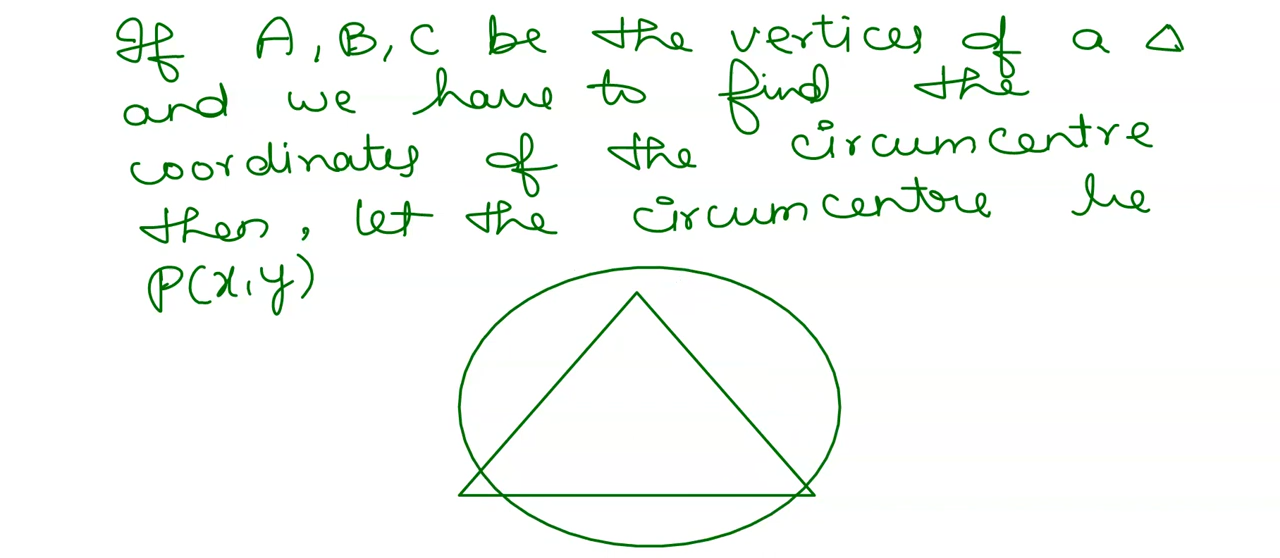 If A, B, C be the vertices of a △
and we have to find the
coordinates of the circumcentre
then, let the circumcentre be
P(x,y)